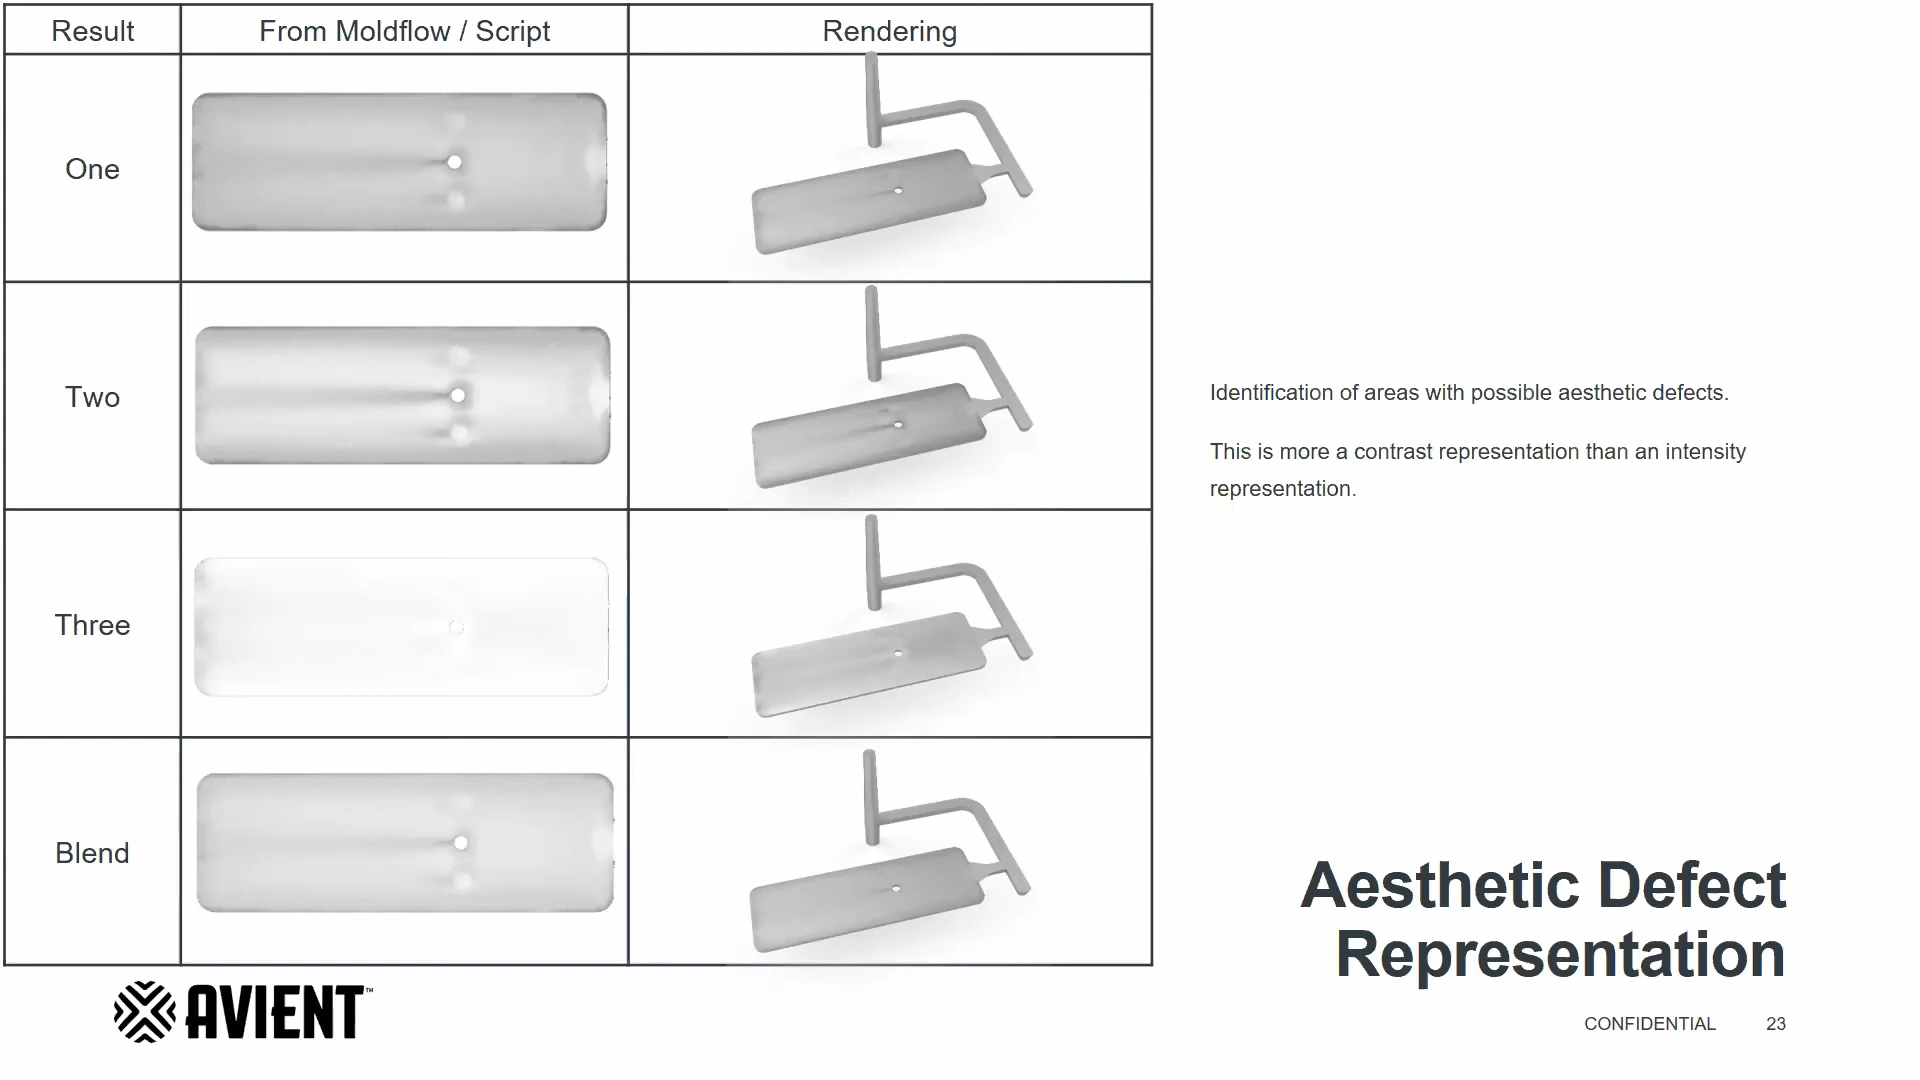 Result From Moldflow / Script Rendering
One
Two
Three
Blend
Identification of areas with possible aesthetic defects.
This is more a contrast representation than an intensity
representation.
Aesthetic Defect
Representation
AVIENT™
CONFIDENTIAL 23